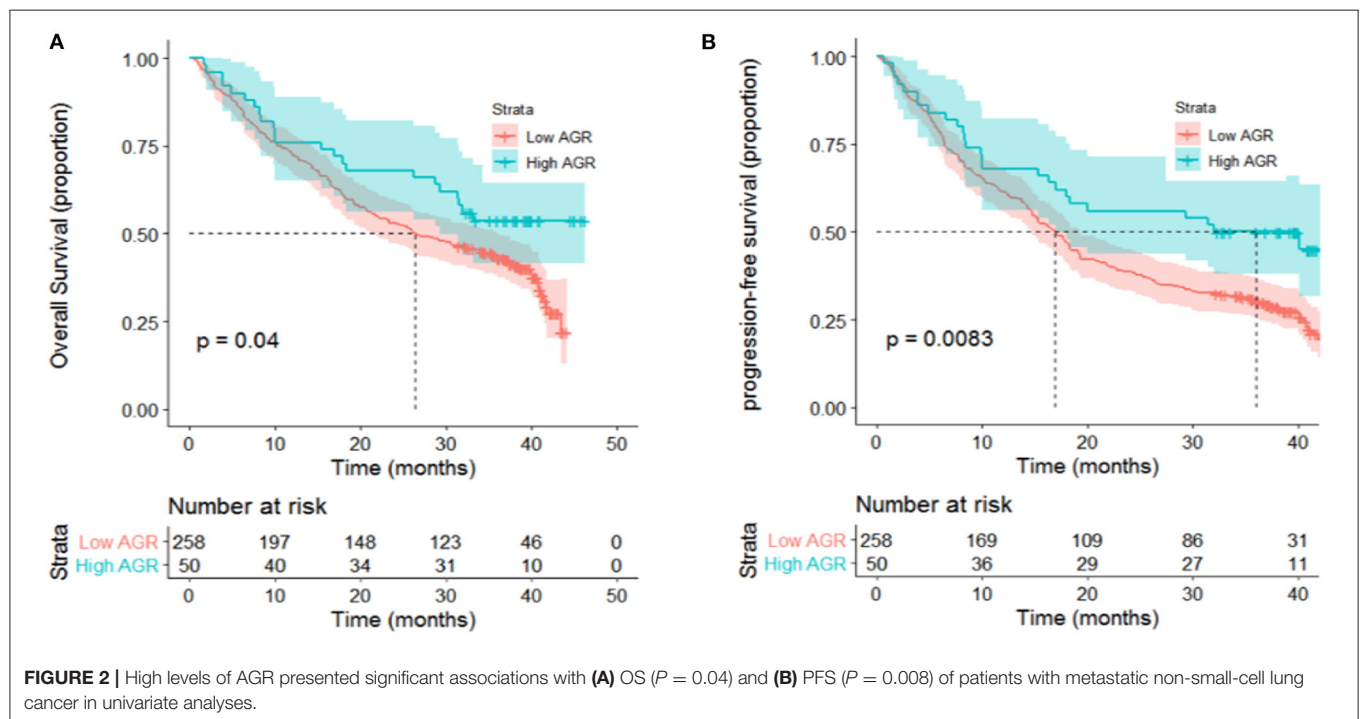 A
Overall Survival (proportion)
1.00
0.75
0.50
0.25
0.00
Strata
Low AGR
High AGR
p = 0.04
0 10 20 30 40 50
Time (months)
Number at risk
Strata
Low AGR 258 197 148 123 46 0
High AGR 50 40 34 31 10 0
0 10 20 30 40 50
Time (months)
B
progression-free survival (proportion)
1.00
0.75
0.50
0.25
0.00
Strata
Low AGR
High AGR
p = 0.0083
0 10 20 30 40
Time (months)
Number at risk
Strata
Low AGR 258 169 109 86 31
High AGR 50 36 29 27 11
0 10 20 30 40
Time (months)
FIGURE 2 | High levels of AGR presented significant associations with (A) OS (P = 0.04) and (B) PFS (P = 0.008) of patients with metastatic non-small-cell lung
cancer in univariate analyses.